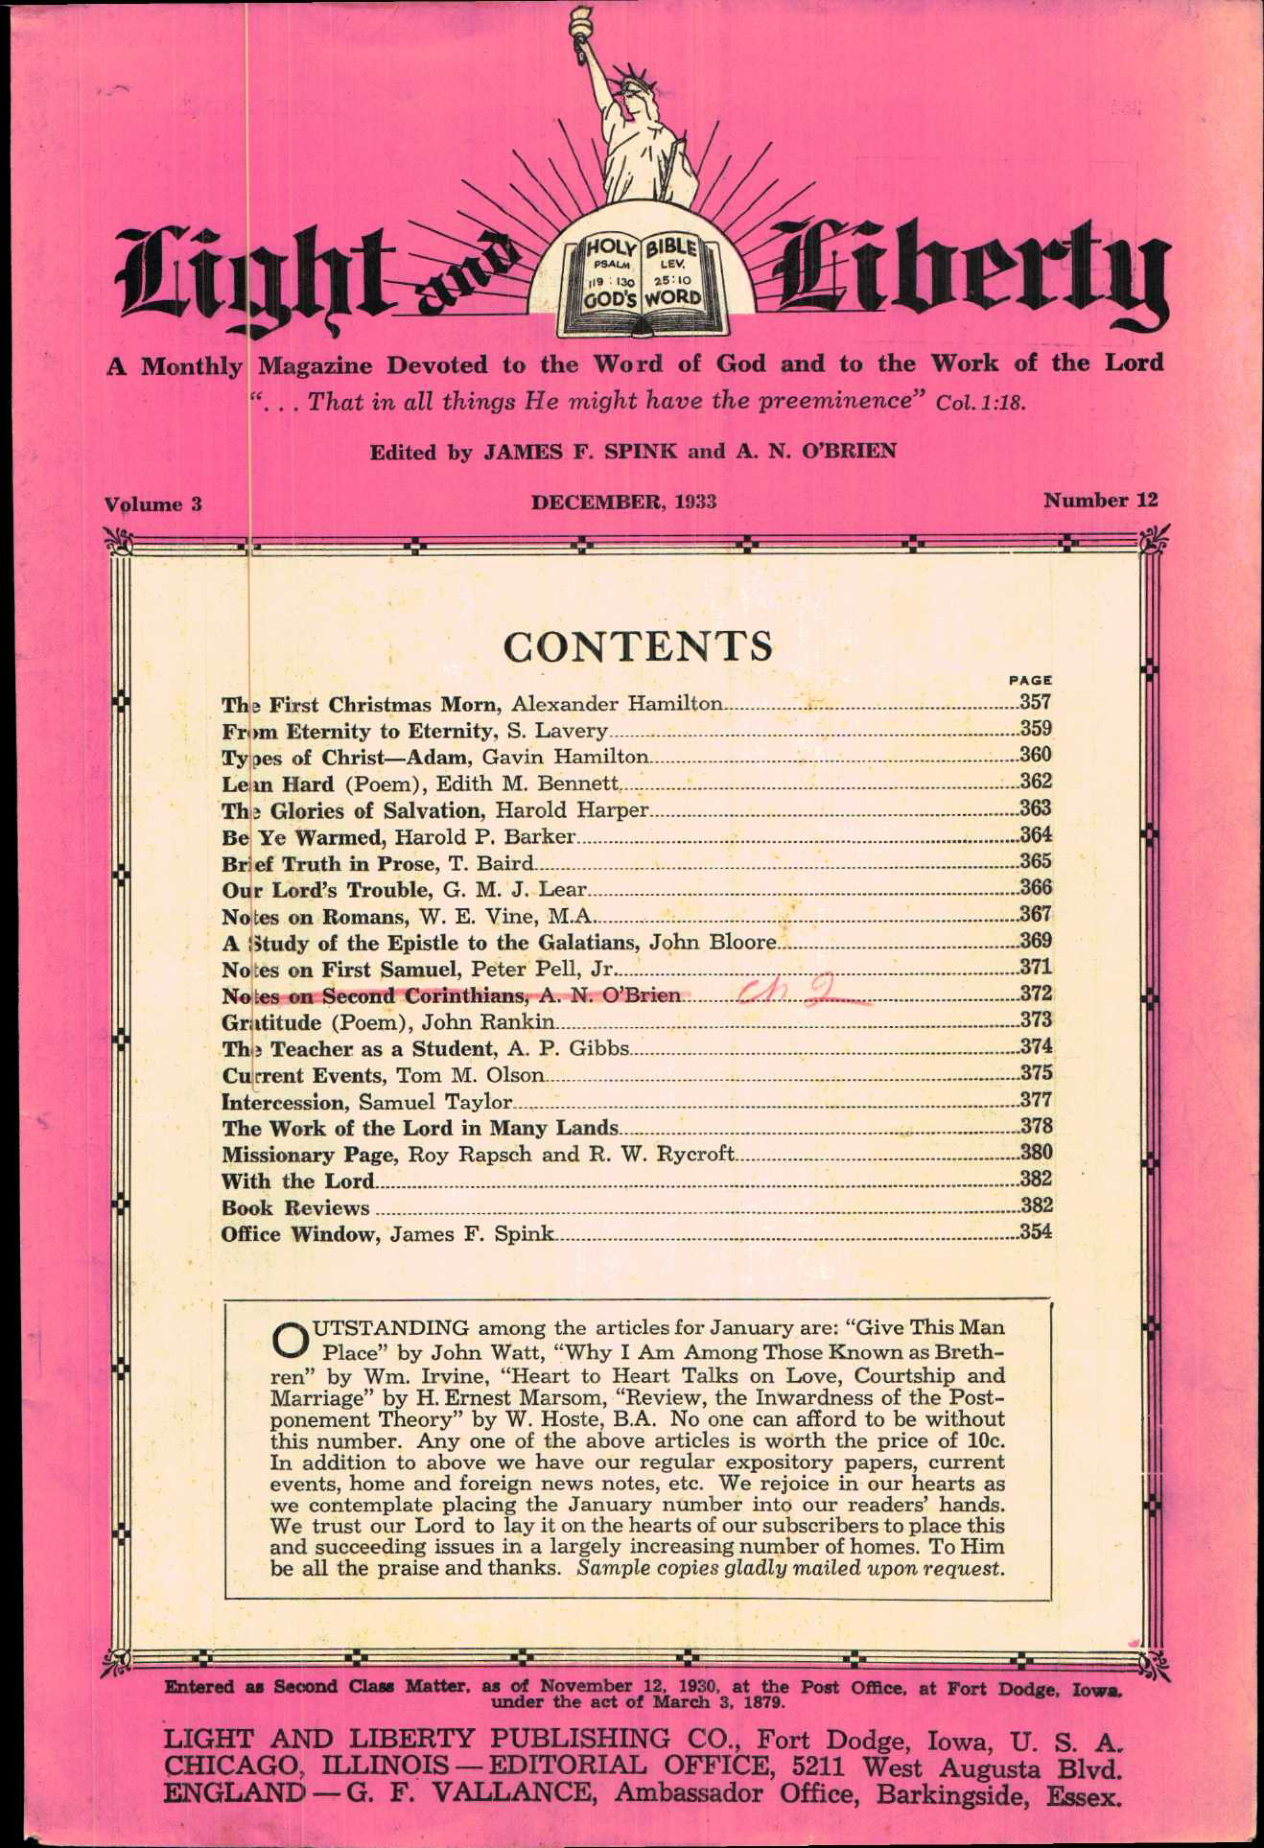 Light and Liberty
HOLY BIBLE
PSALM LEV.
119:130 25:10
GOD'S WORD
A Monthly Magazine Devoted to the Word of God and to the Work of the Lord
“. . . That in all things He might have the preeminence” Col. 1:18.
Edited by JAMES F. SPINK and A. N. O'BRIEN
Volume 3 DECEMBER, 1933 Number 12
CONTENTS
PAGE
The First Christmas Morn, Alexander Hamilton 357
From Eternity to Eternity, S. Lavery 359
Types of Christ—Adam, Gavin Hamilton 360
Lean Hard (Poem), Edith M. Bennett 362
The Glories of Salvation, Harold Harper 363
Be Ye Warmed, Harold P. Barker 364
Brief Truth in Prose, T. Baird 365
Our Lord's Trouble, G. M. J. Lear 366
Notes on Romans, W. E. Vine, M.A. 367
A Study of the Epistle to the Galatians, John Bloore 369
Notes on First Samuel, Peter Pell, Jr. 371
Notes on Second Corinthians, A. N. O'Brien ch 2 372
Gratitude (Poem), John Rankin 373
The Teacher as a Student, A. P. Gibbs 374
Current Events, Tom M. Olson 375
Intercession, Samuel Taylor 377
The Work of the Lord in Many Lands 378
Missionary Page, Roy Rapsch and R. W. Rycroft 380
With the Lord 382
Book Reviews 382
Office Window, James F. Spink 354
OUTSTANDING among the articles for January are: “Give This Man
Place” by John Watt, “Why I Am Among Those Known as Breth-
ren” by Wm. Irvine, “Heart to Heart Talks on Love, Courtship and
Marriage” by H. Ernest Marsom, “Review, the Inwardness of the Post-
ponement Theory” by W. Hoste, B.A. No one can afford to be without
this number. Any one of the above articles is worth the price of 10c.
In addition to above we have our regular expository papers, current
events, home and foreign news notes, etc. We rejoice in our hearts as
we contemplate placing the January number into our readers' hands.
We trust our Lord to lay it on the hearts of our subscribers to place this
and succeeding issues in a largely increasing number of homes. To Him
be all the praise and thanks. Sample copies gladly mailed upon request.
Entered as Second Class Matter, as of November 12, 1930, at the Post Office, at Fort Dodge, Iowa,
under the act of March 3, 1879.
LIGHT AND LIBERTY PUBLISHING CO., Fort Dodge, Iowa, U. S. A.
CHICAGO, ILLINOIS — EDITORIAL OFFICE, 5211 West Augusta Blvd.
ENGLAND — G. F. VALLANCE, Ambassador Office, Barkingside, Essex.